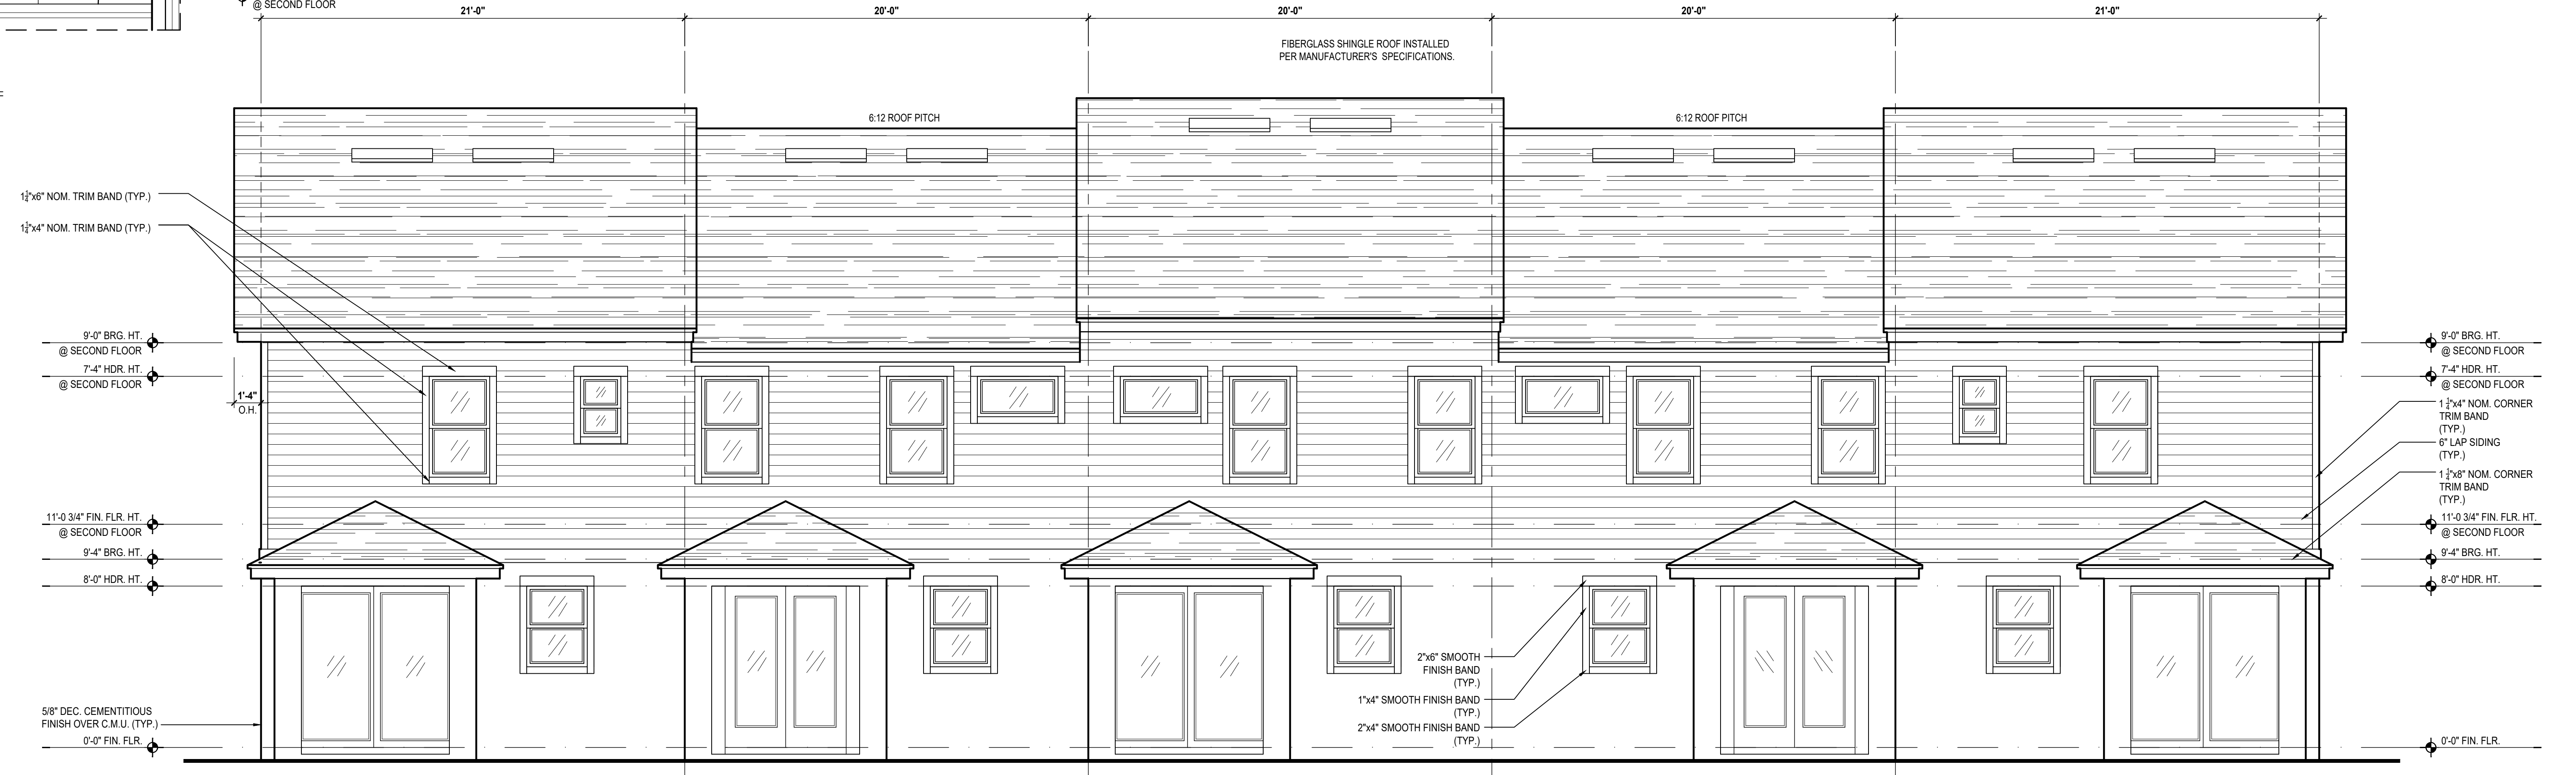 @ SECOND FLOOR
21'-0"
20'-0"
20'-0"
20'-0"
21'-0"
FIBERGLASS SHINGLE ROOF INSTALLED
PER MANUFACTURER'S SPECIFICATIONS.
6:12 ROOF PITCH
6:12 ROOF PITCH
1¼"x6" NOM. TRIM BAND (TYP.)
1¼"x4" NOM. TRIM BAND (TYP.)
9'-0" BRG. HT.
@ SECOND FLOOR
7'-4" HDR. HT.
@ SECOND FLOOR
1'-4"
O.H.
11'-0 3/4" FIN. FLR. HT.
@ SECOND FLOOR
9'-4" BRG. HT.
8'-0" HDR. HT.
5/8" DEC. CEMENTITIOUS
FINISH OVER C.M.U. (TYP.)
0'-0" FIN. FLR.
2"x6" SMOOTH
FINISH BAND
(TYP.)
1"x4" SMOOTH FINISH BAND
(TYP.)
2"x4" SMOOTH FINISH BAND
(TYP.)
9'-0" BRG. HT.
@ SECOND FLOOR
7'-4" HDR. HT.
@ SECOND FLOOR
1 ¼"x4" NOM. CORNER
TRIM BAND
(TYP.)
6" LAP SIDING
(TYP.)
1 ¼"x8" NOM. CORNER
TRIM BAND
(TYP.)
11'-0 3/4" FIN. FLR. HT.
@ SECOND FLOOR
9'-4" BRG. HT.
8'-0" HDR. HT.
0'-0" FIN. FLR.